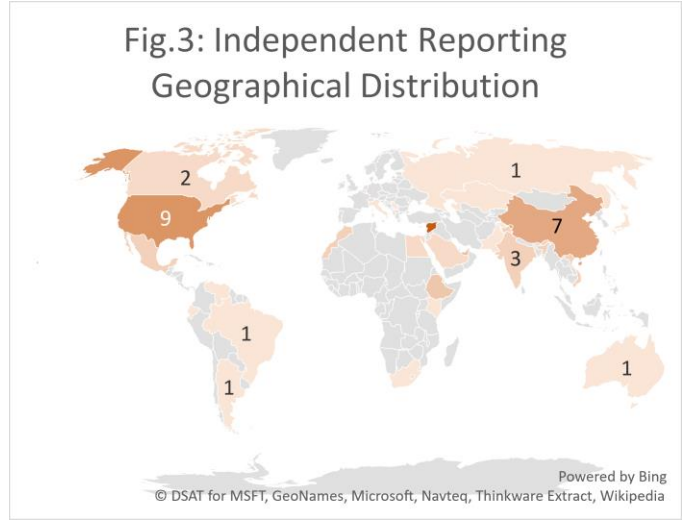 Fig.3: Independent Reporting
Geographical Distribution
2
1
9
7
3
1
1
1
Powered by Bing
© DSAT for MSFT, GeoNames, Microsoft, Navteq, Thinkware Extract, Wikipedia